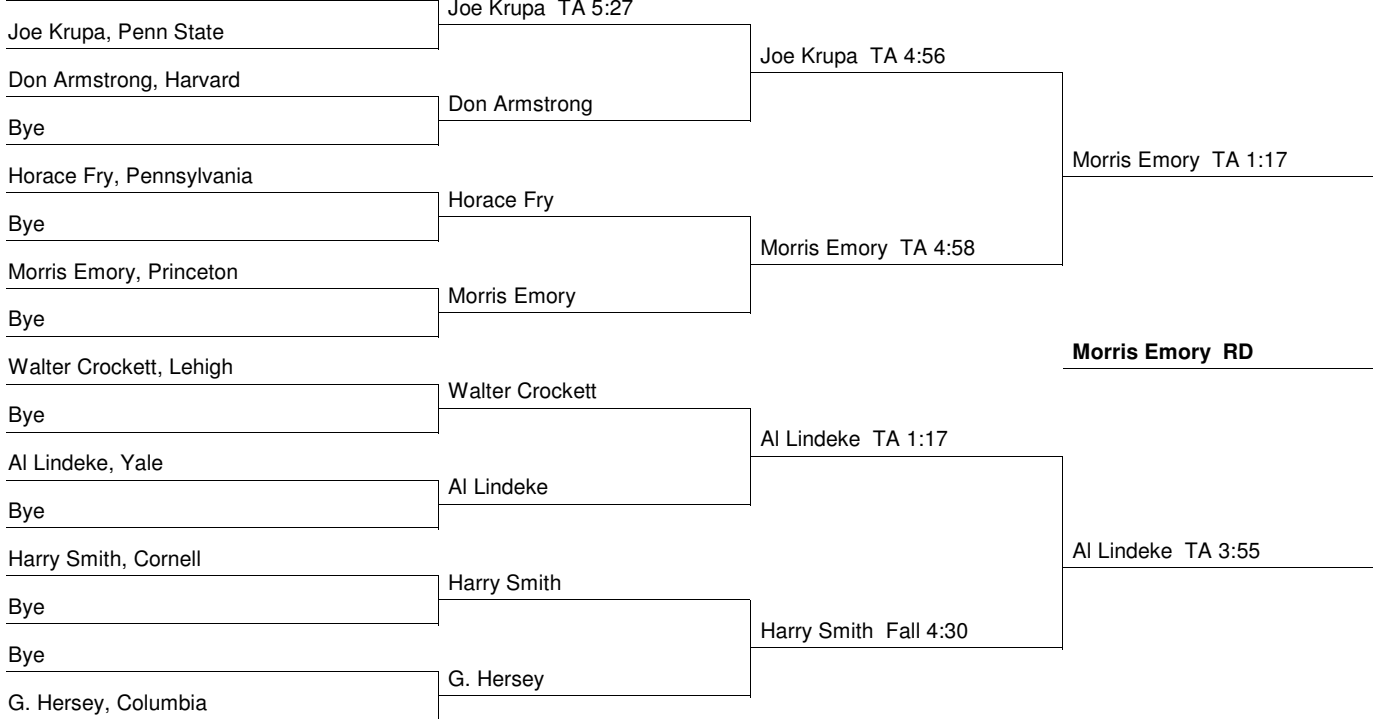 Joe Krupa, Penn State
Don Armstrong, Harvard
Bye
Horace Fry, Pennsylvania
Bye
Morris Emory, Princeton
Bye
Walter Crockett, Lehigh
Bye
Al Lindeke, Yale
Bye
Harry Smith, Cornell
Bye
Bye
G. Hersey, Columbia
Joe Krupa TA 5:27
Don Armstrong
Horace Fry
Morris Emory
Walter Crockett
Al Lindeke
Harry Smith
G. Hersey
Joe Krupa TA 4:56
Morris Emory TA 4:58
Al Lindeke TA 1:17
Harry Smith Fall 4:30
Morris Emory TA 1:17
Morris Emory RD
Al Lindeke TA 3:55